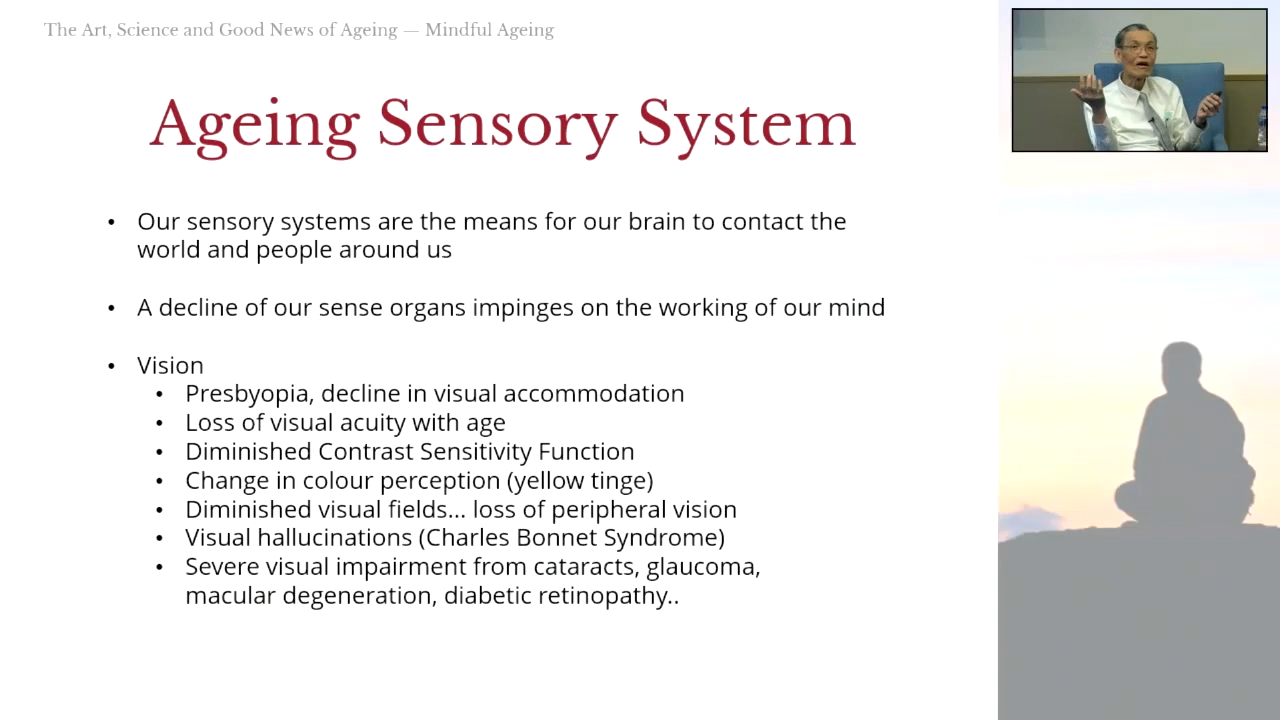 The Art, Science and Good News of Ageing — Mindful Ageing
Ageing Sensory System
• Our sensory systems are the means for our brain to contact the
world and people around us
• A decline of our sense organs impinges on the working of our mind
• Vision
• Presbyopia, decline in visual accommodation
• Loss of visual acuity with age
• Diminished Contrast Sensitivity Function
• Change in colour perception (yellow tinge)
• Diminished visual fields... loss of peripheral vision
• Visual hallucinations (Charles Bonnet Syndrome)
• Severe visual impairment from cataracts, glaucoma,
macular degeneration, diabetic retinopathy..